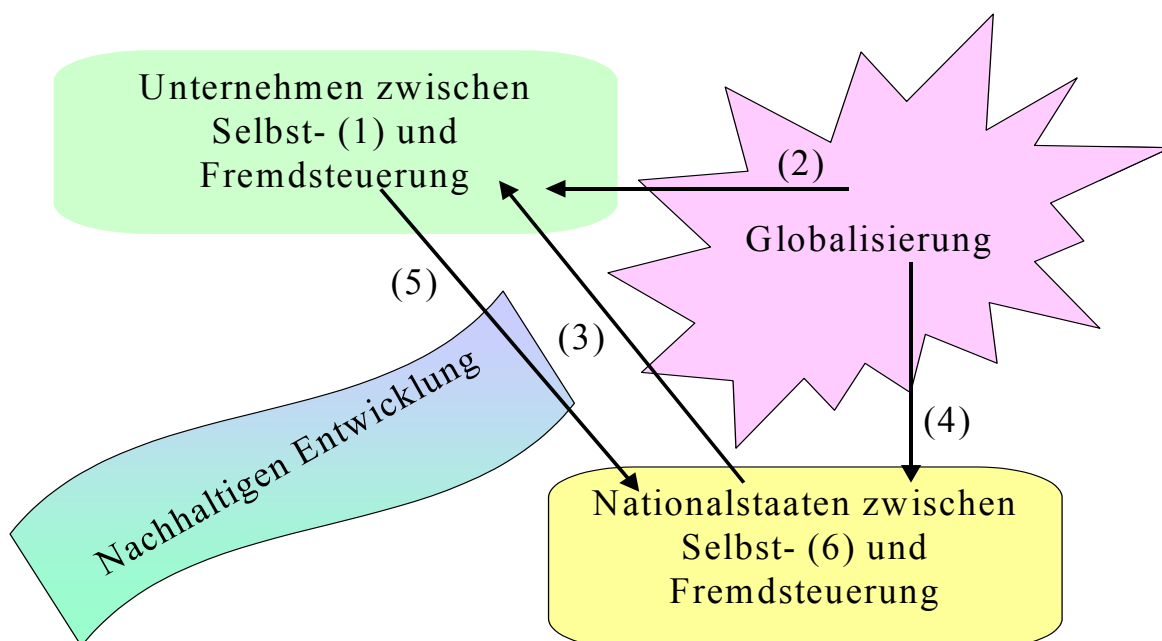 Unternehmen zwischen
Selbst- (1) und
Fremdsteuerung
(2)
Globalisierung
(5)
(3)
Nachhaltigen Entwicklung
(4)
Nationalstaaten zwischen
Selbst- (6) und
Fremdsteuerung